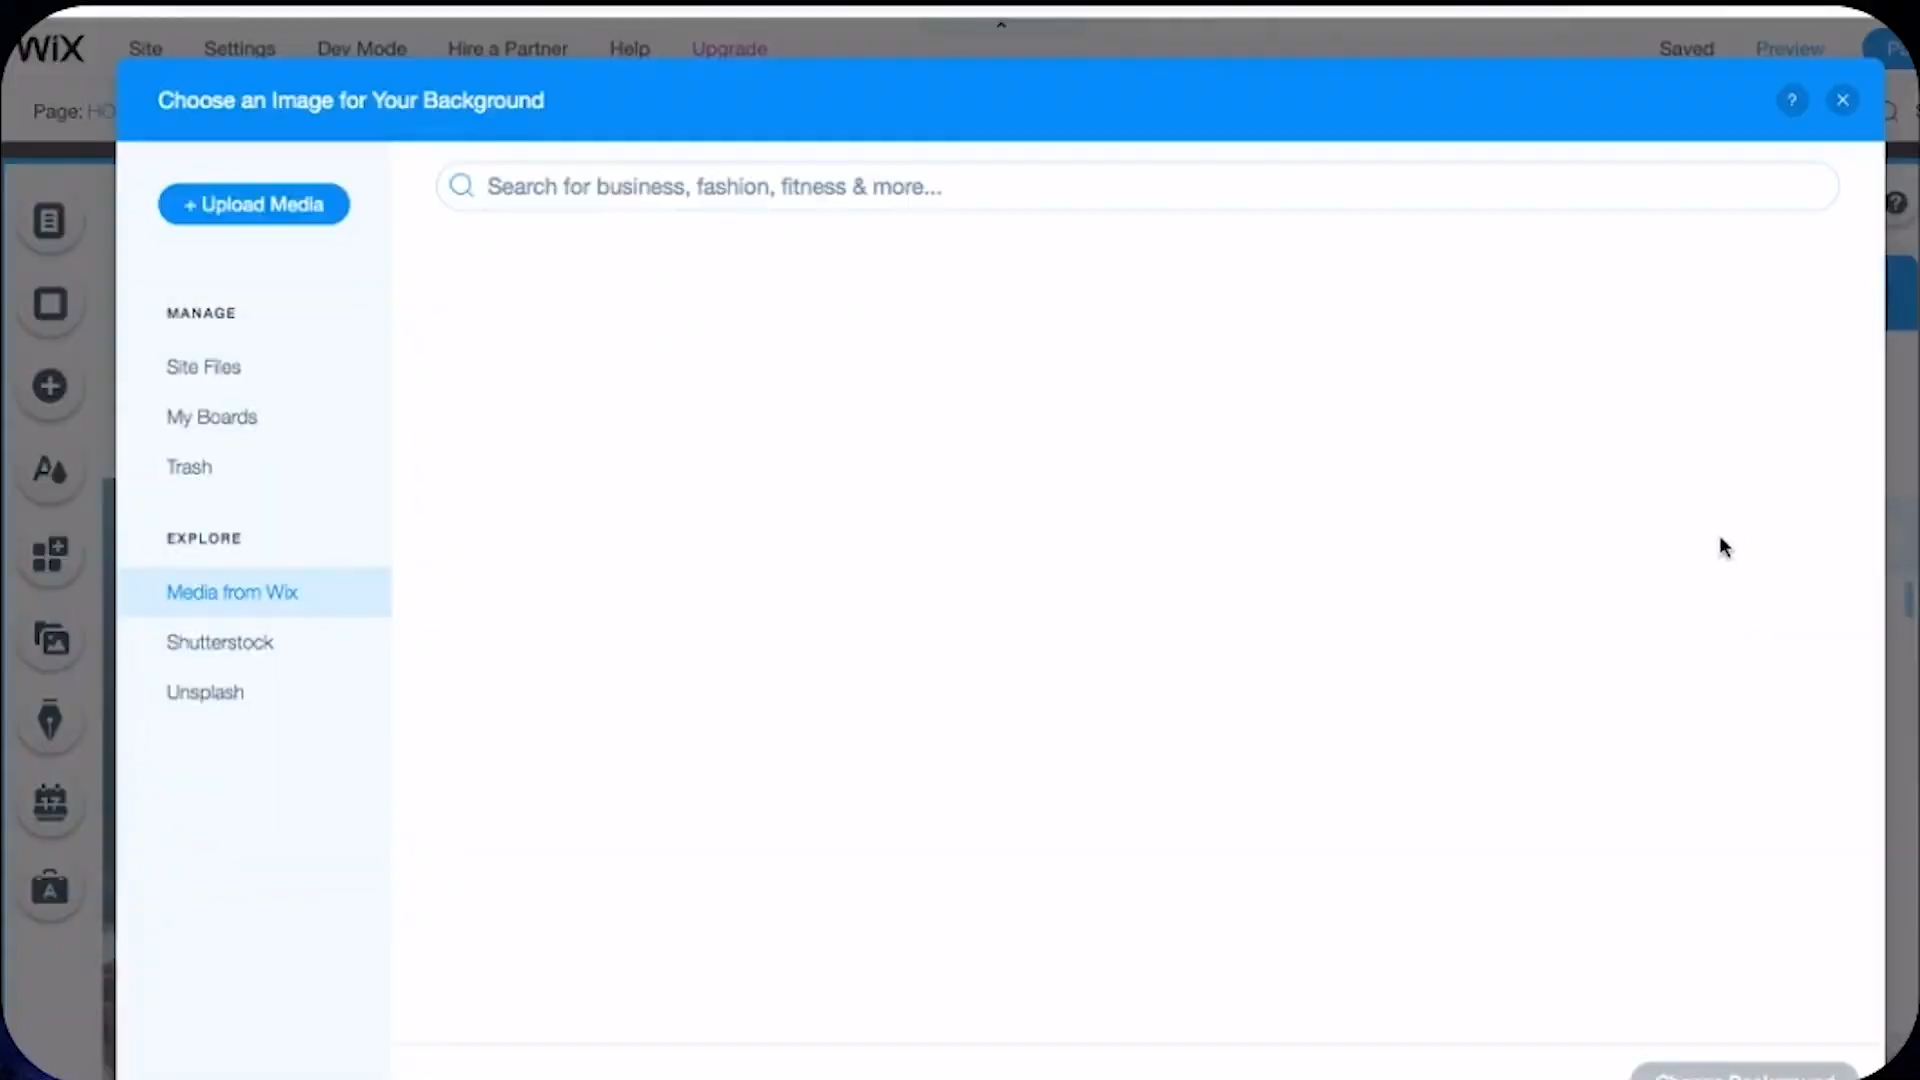 WiX Site Settings Dev Mode Hire a Partner Help Upgrade Saved Preview
Page: HO
Choose an Image for Your Background
?
+ Upload Media
Search for business, fashion, fitness & more...
MANAGE
Site Files
My Boards
Trash
EXPLORE
Media from Wix
Shutterstock
Unsplash
17
A